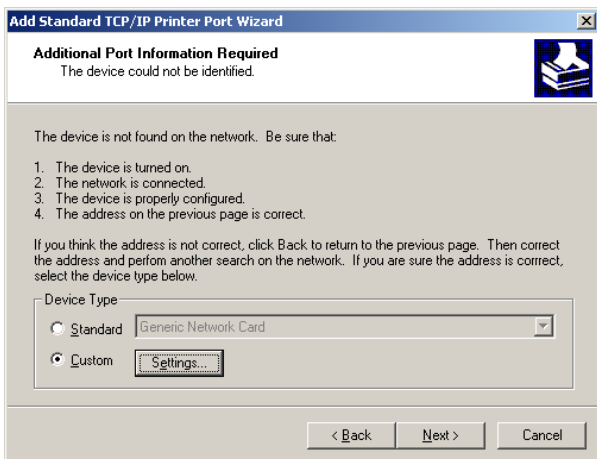 Add Standard TCP/IP Printer Port Wizard
Additional Port Information Required
The device could not be identified.
The device is not found on the network. Be sure that:
1. The device is turned on.
2. The network is connected.
3. The device is properly configured.
4. The address on the previous page is correct.
If you think the address is not correct, click Back to return to the previous page. Then correct
the address and perfom another search on the network. If you are sure the address is corrrect,
select the device type below.
Device Type
Standard Generic Network Card
Custom Settings...
< Back Next > Cancel